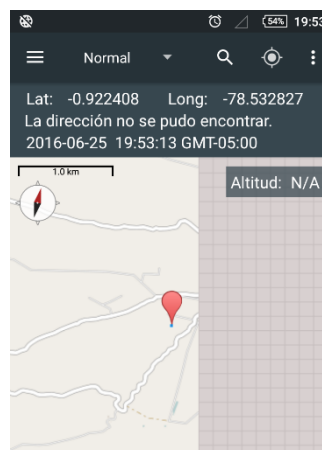 54% 19:53
Normal
Lat: -0.922408 Long: -78.532827
La dirección no se pudo encontrar.
2016-06-25 19:53:13 GMT-05:00
1.0 km
Altitud: N/A